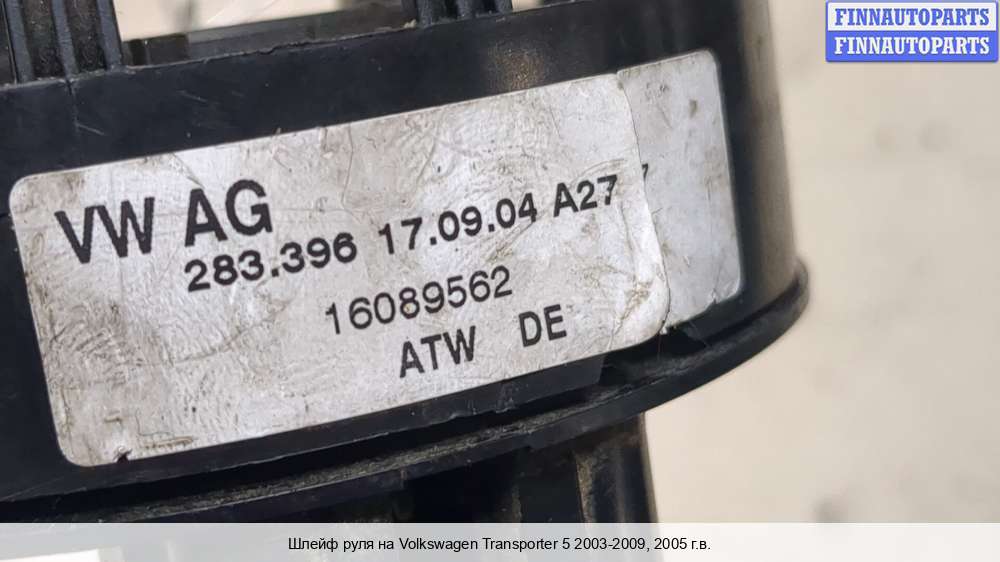 FINNAUTOPARTS
FINNAUTOPARTS
VW AG
283.396 17.09.04 A27
16089562
ATW DE
Шлейф руля на Volkswagen Transporter 5 2003-2009, 2005 г.в.